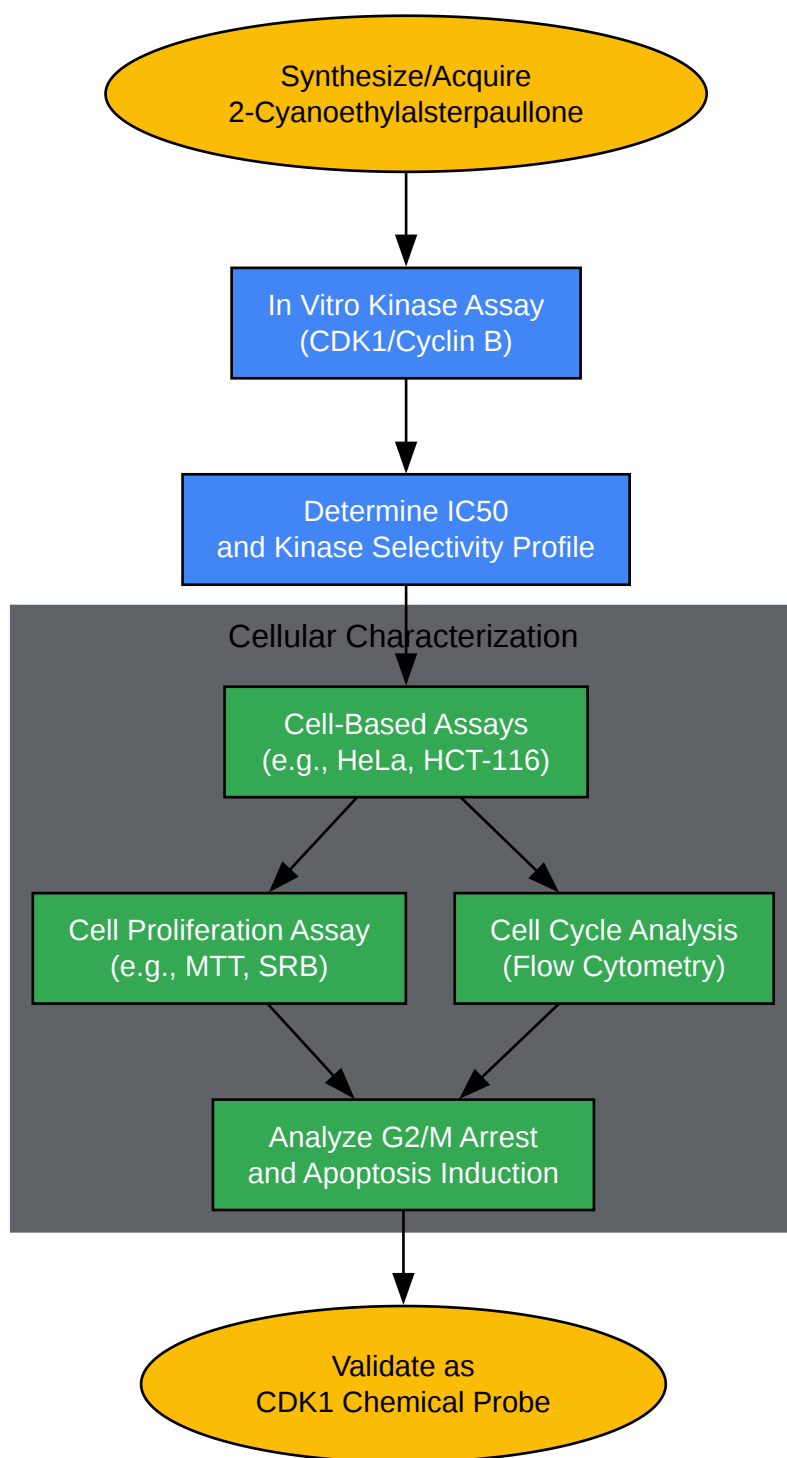 Synthesize/Acquire
2-Cyanoethylalsterpaullone
In Vitro Kinase Assay
(CDK1/Cyclin B)
Determine IC50
and Kinase Selectivity Profile
Cellular Characterization
Cell-Based Assays
(e.g., HeLa, HCT-116)
Cell Proliferation Assay
(e.g., MTT, SRB)
Cell Cycle Analysis
(Flow Cytometry)
Analyze G2/M Arrest
and Apoptosis Induction
Validate as
CDK1 Chemical Probe